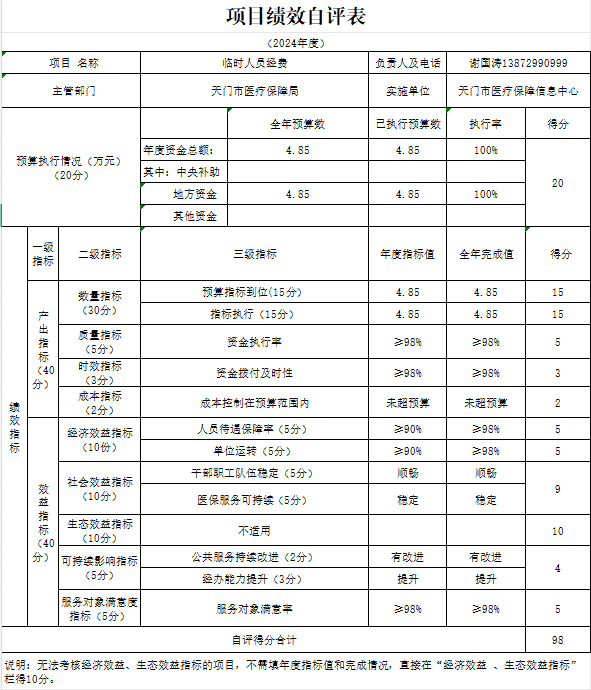 项目绩效自评表
（2024年度）
项目 名称 临时人员经费 负责人及电话 谢国涛13872990999
主管部门 天门市医疗保障局 实施单位 天门市医疗保障信息中心
预算执行情况（万元）（20分） 全年预算数 已执行预算数 执行率 得分
年度资金总额： 4.85 4.85 100% 20
其中：中央补助
地方资金 4.85 4.85 100%
其他资金
绩效指标 一级指标 二级指标 三级指标 年度指标值 全年完成值 得分
产出指标（40分） 数量指标（30分） 预算指标到位(15分） 4.85 4.85 15
指标执行（15分） 4.85 4.85 15
质量指标（5分） 资金执行率 ≥98% ≥98% 5
时效指标（3分） 资金拨付及时性 ≥98% ≥98% 3
成本指标（2分） 成本控制在预算范围内 未超预算 未超预算 2
效益指标（40分） 经济效益指标（10份） 人员待遇保障率（5分） ≥90% ≥98% 5
单位运转（5分） ≥90% ≥98% 5
社会效益指标（10分） 干部职工队伍稳定（5分） 顺畅 顺畅 9
医保服务可持续（5分） 稳定 稳定
生态效益指标（10分） 不适用 10
可持续影响指标（5分） 公共服务持续改进（2分） 有改进 有改进 4
经办能力提升（3分） 提升 提升
服务对象满意度指标（5分） 服务对象满意率 ≥98% ≥98% 5
自评得分合计 98
说明：无法考核经济效益、生态效益指标的项目，不需填年度指标值和完成情况，直接在“经济效益 、生态效益指标”
栏得10分。